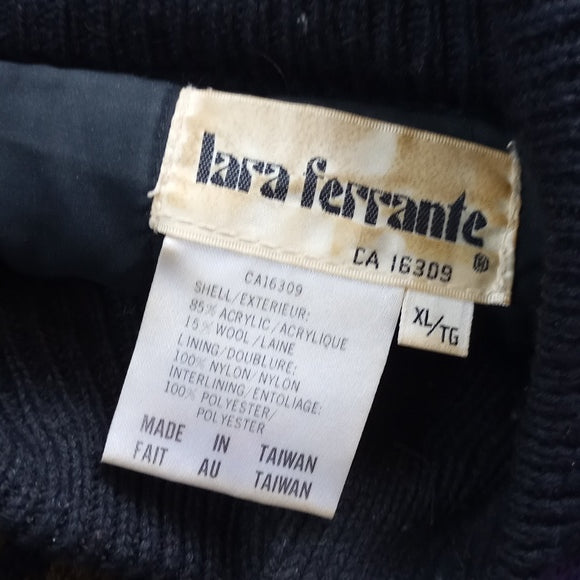 lara ferrante
CA 16309 ®
XL/TG
CA16309
SHELL/EXTERIEUR:
85% ACRYLIC/ACRYLIQUE
15% WOOL/LAINE
LINING/DOUBLURE:
100% NYLON/NYLON
INTERLINING/ENTOLIAGE:
100% POLYESTER/
POLYESTER
MADE IN TAIWAN
FAIT AU TAIWAN